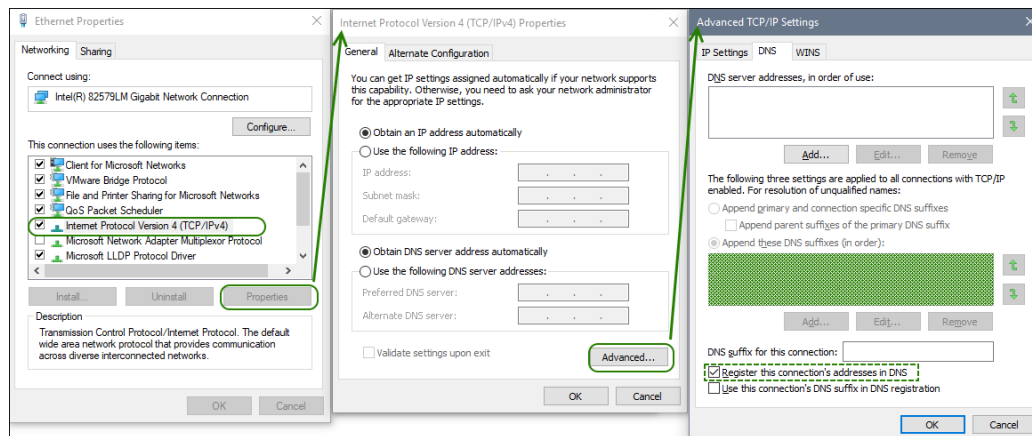 Ethernet Properties
Networking
Sharing
Connect using:
Intel(R) 82579LM Gigabit Network Connection
Configure...
This connection uses the following items:
Client for Microsoft Networks
VMware Bridge Protocol
File and Printer Sharing for Microsoft Networks
QoS Packet Scheduler
Internet Protocol Version 4 (TCP/IPv4)
Microsoft Network Adapter Multiplexor Protocol
Microsoft LLDP Protocol Driver
Install...
Uninstall
Properties
Description
Transmission Control Protocol/Internet Protocol. The default
wide area network protocol that provides communication
across diverse interconnected networks.
OK
Cancel
Internet Protocol Version 4 (TCP/IPv4) Properties
General
Alternate Configuration
You can get IP settings assigned automatically if your network supports
this capability. Otherwise, you need to ask your network administrator
for the appropriate IP settings.
Obtain an IP address automatically
Use the following IP address:
IP address:
Subnet mask:
Default gateway:
Obtain DNS server address automatically
Use the following DNS server addresses:
Preferred DNS server:
Alternate DNS server:
Validate settings upon exit
Advanced...
OK
Cancel
Advanced TCP/IP Settings
IP Settings
DNS
WINS
DNS server addresses, in order of use:
Add...
Edit...
Remove
The following three settings are applied to all connections with TCP/IP
enabled. For resolution of unqualified names:
Append primary and connection specific DNS suffixes
Append parent suffixes of the primary DNS suffix
Append these DNS suffixes (in order):
Add...
Edit...
Remove
DNS suffix for this connection:
Register this connection's addresses in DNS
Use this connection's DNS suffix in DNS registration
OK
Cancel